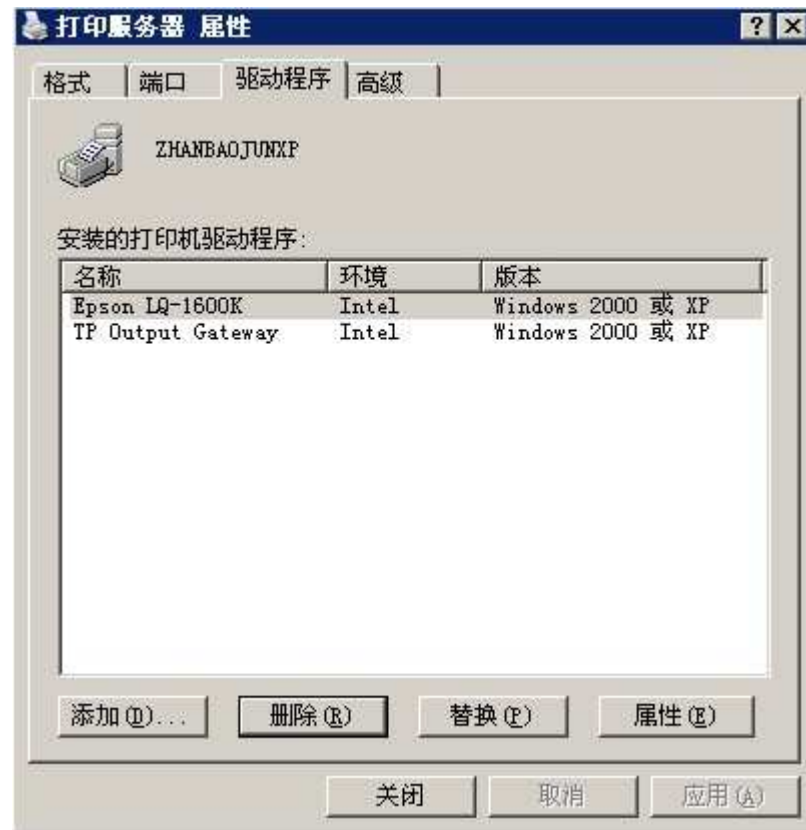 打印服务器 属性
格式 端口 驱动程序 高级
ZHANBAOJUNXP
安装的打印机驱动程序:
名称 环境 版本
Epson LQ-1600K Intel Windows 2000 或 XP
TP Output Gateway Intel Windows 2000 或 XP
添加(D)... 删除(R) 替换(P) 属性(E)
关闭 取消 应用(A)